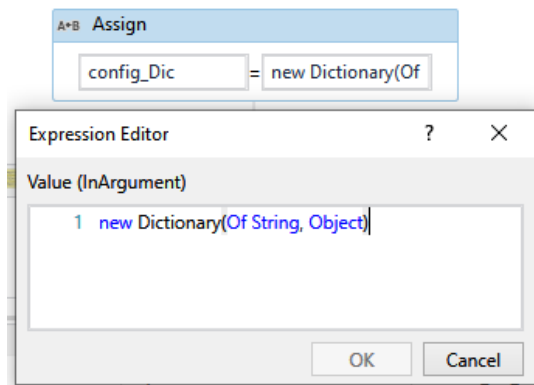 A+B Assign
config_Dic = new Dictionary(Of
Expression Editor ? ×
Value (InArgument)
1 new Dictionary(Of String, Object)
OK Cancel